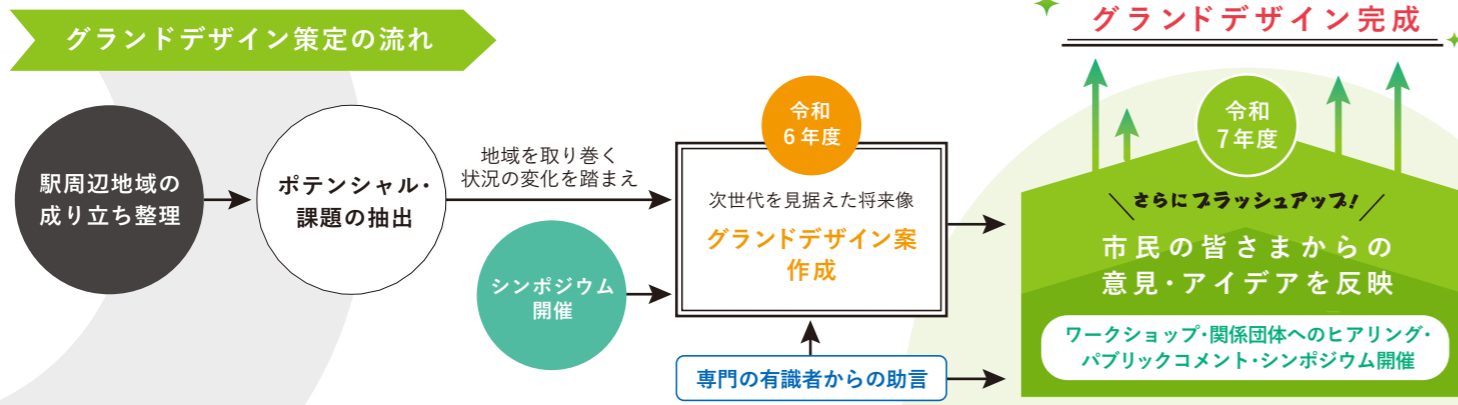 グランドデザイン策定の流れ
駅周辺地域の
成り立ち整理
ポテンシャル・
課題の抽出
地域を取り巻く
状況の変化を踏まえ
シンポジウム
開催
令和
6年度
次世代を見据えた将来像
グランドデザイン案
作成
専門の有識者からの助言
グランドデザイン完成
令和
7年度
さらにブラッシュアップ!
市民の皆さまからの
意見・アイデアを反映
ワークショップ・関係団体へのヒアリング・
パブリックコメント・シンポジウム開催